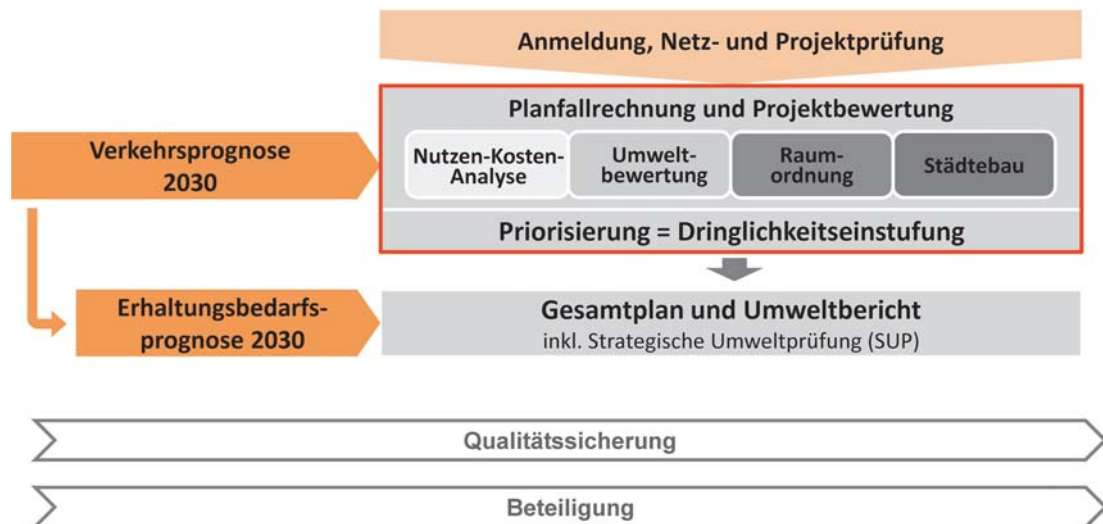 Anmeldung, Netz- und Projektprüfung
Planfallrechnung und Projektbewertung
Verkehrsprognose
2030
Nutzen-Kosten-
Analyse
Umwelt-
bewertung
Raum-
ordnung
Städtebau
Priorisierung = Dringlichkeitseinstufung
Erhaltungsbedarfs-
prognose 2030
Gesamtplan und Umweltbericht
inkl. Strategische Umweltprüfung (SUP)
Qualitätssicherung
Beteiligung